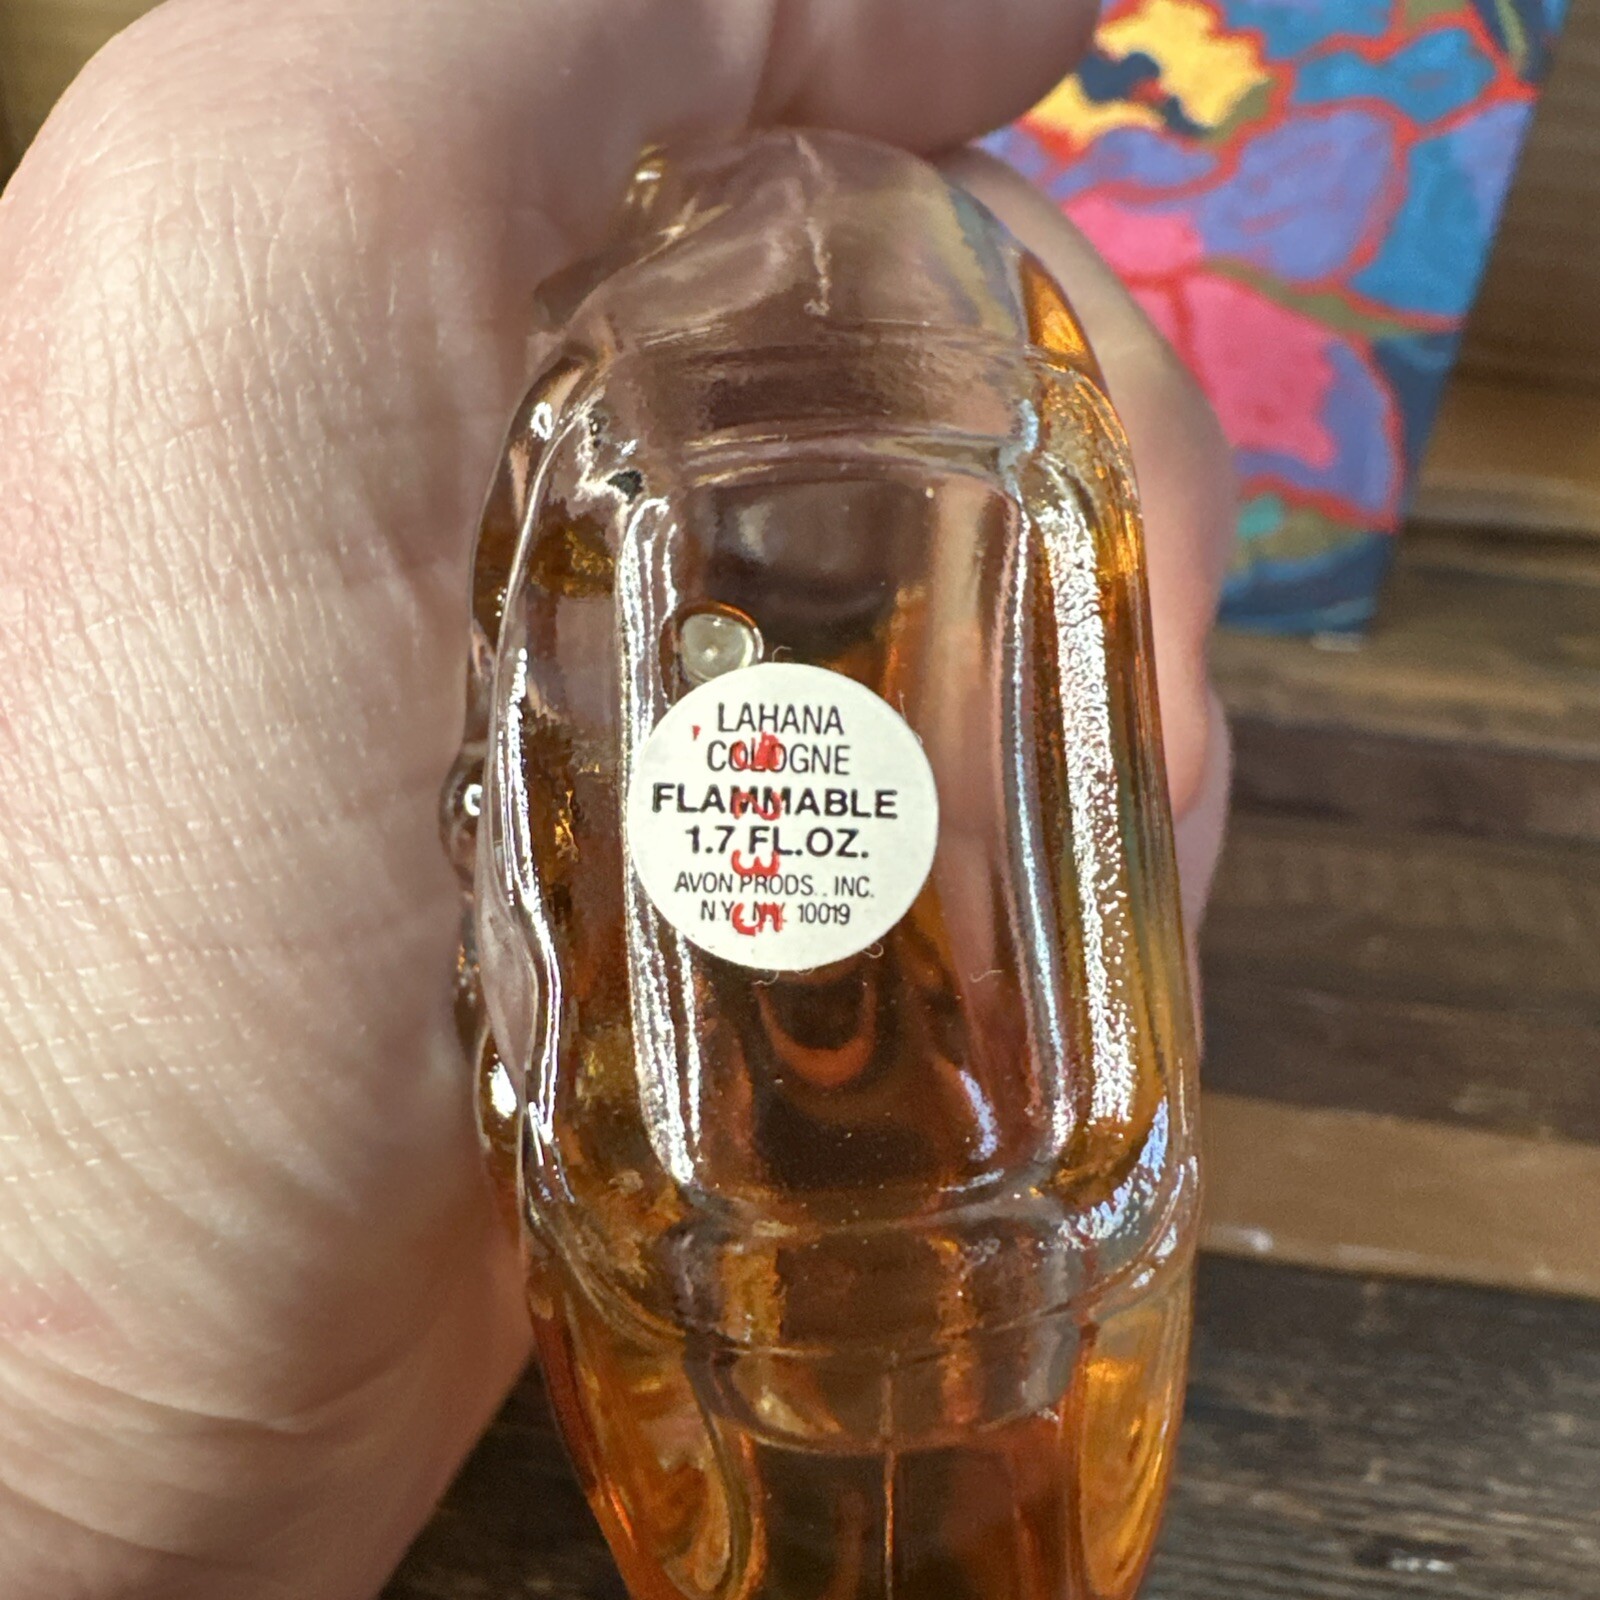 LAHANA
COLOGNE
FLAMMABLE
1.7 FL.OZ.
AVON PRODS., INC.
N.Y., N.Y. 10019